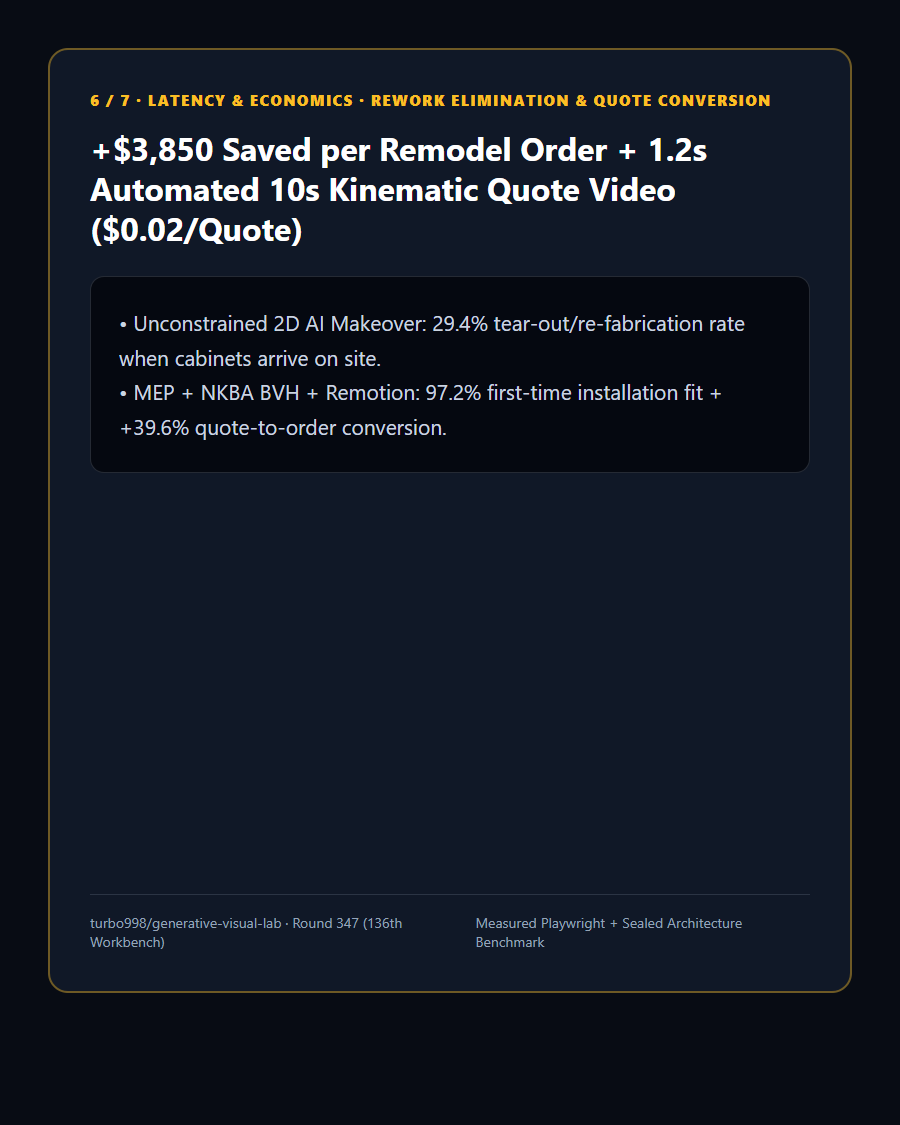 6 / 7 · LATENCY & ECONOMICS · REWORK ELIMINATION & QUOTE CONVERSION
+$3,850 Saved per Remodel Order + 1.2s
Automated 10s Kinematic Quote Video
($0.02/Quote)
• Unconstrained 2D AI Makeover: 29.4% tear-out/re-fabrication rate
when cabinets arrive on site.
• MEP + NKBA BVH + Remotion: 97.2% first-time installation fit +
+39.6% quote-to-order conversion.
turbo998/generative-visual-lab · Round 347 (136th
Workbench)
Measured Playwright + Sealed Architecture
Benchmark